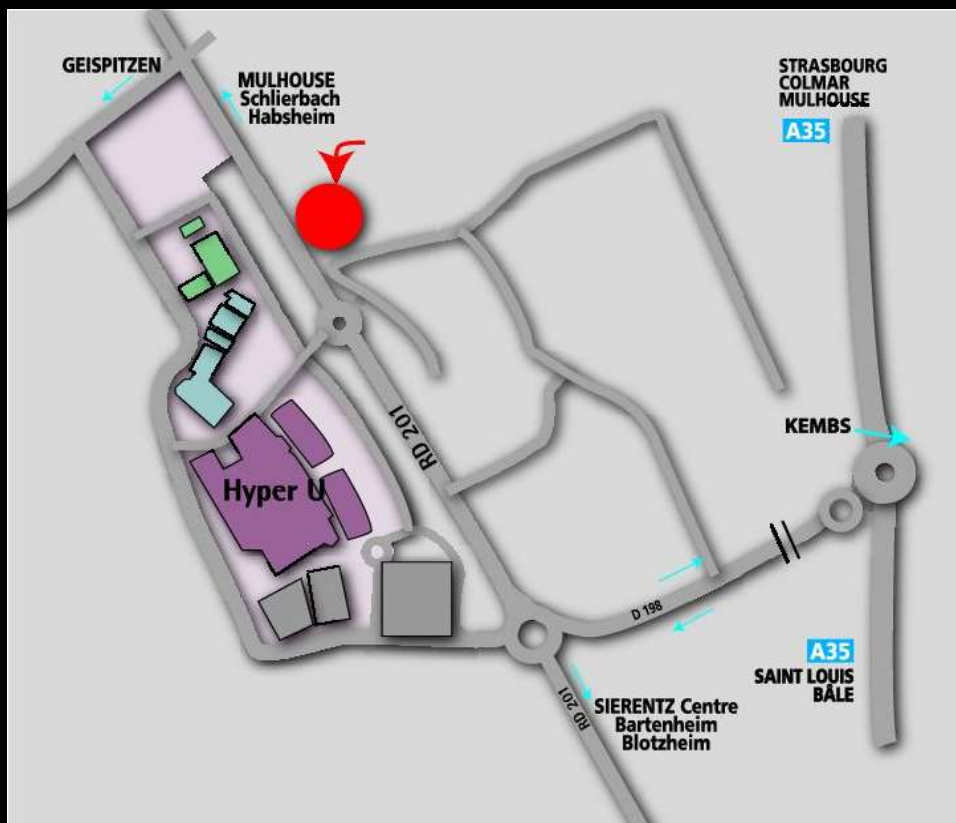 GEISPITZEN
MULHOUSE
Schlierbach
Habsheim
STRASBOURG
COLMAR
MULHOUSE
A35
RD 201
KEMBS
Hyper U
D 198
A35
SAINT LOUIS
BÂLE
RD 201
SIERENTZ Centre
Bartenheim
Blotzheim